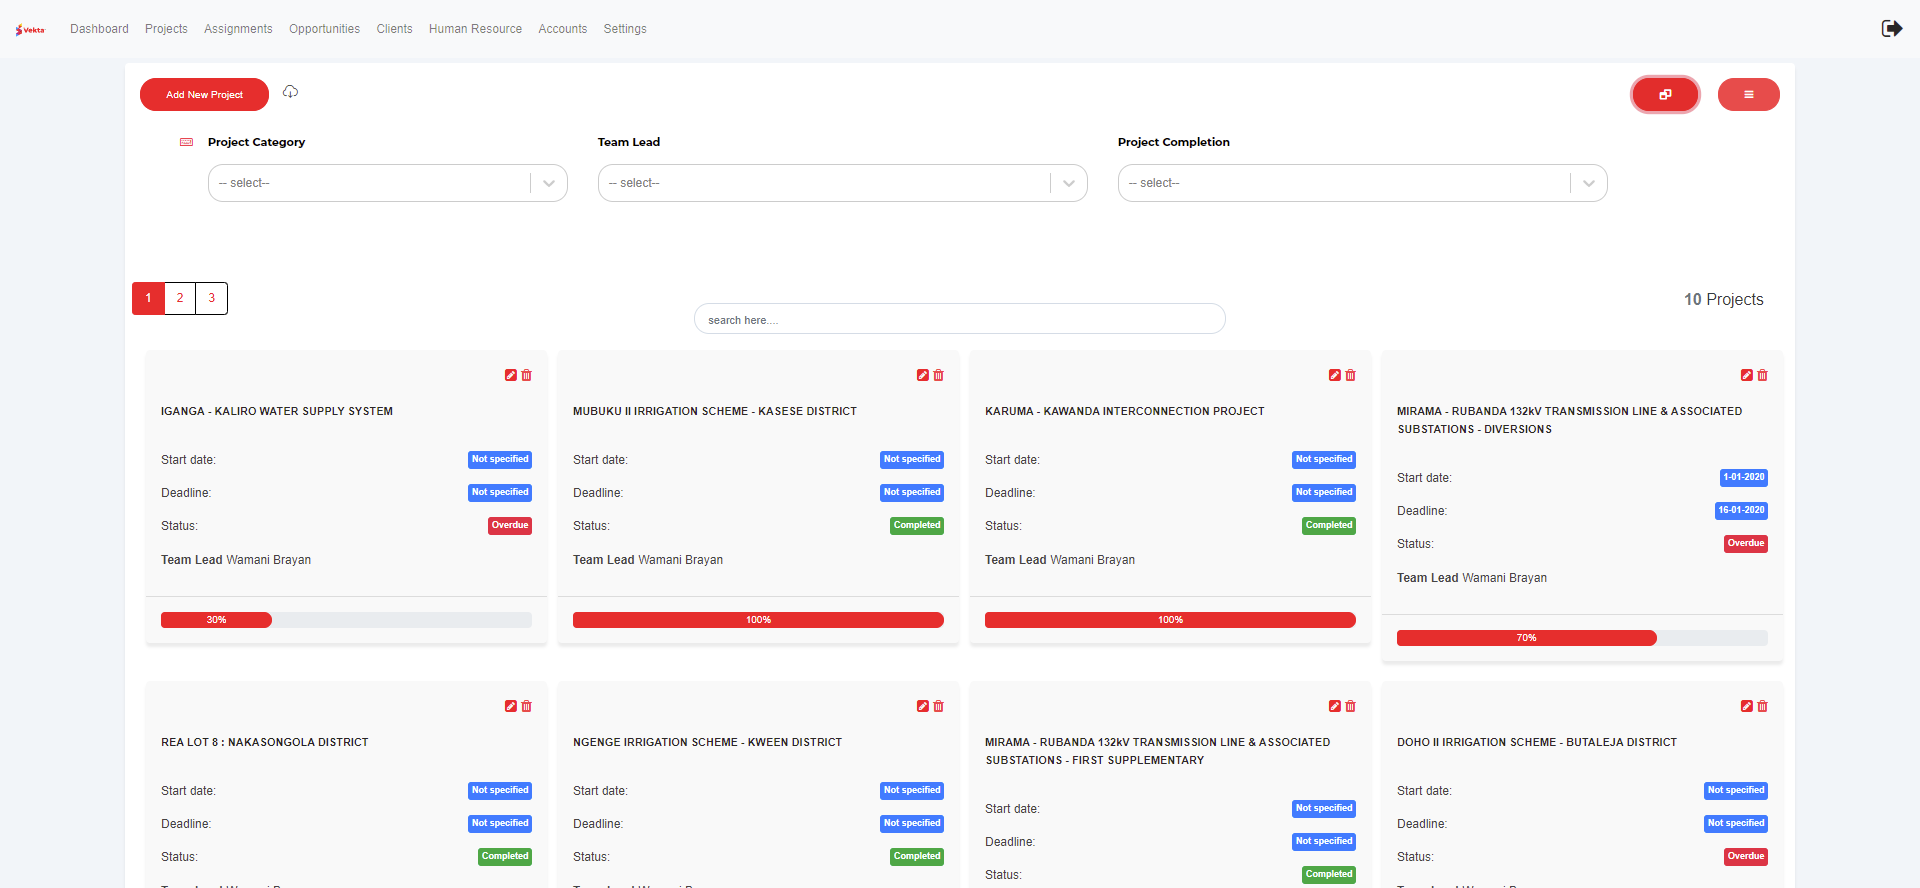 Vekta
Dashboard Projects Assignments Opportunities Clients Human Resource Accounts Settings
Add New Project
Project Category Team Lead Project Completion
-- select-- -- select-- -- select--
1 2 3
10 Projects
search here....
IGANGA - KALIRO WATER SUPPLY SYSTEM
Start date: Not specified
Deadline: Not specified
Status: Overdue
Team Lead Wamani Brayan
30%
MUBUKU II IRRIGATION SCHEME - KASESE DISTRICT
Start date: Not specified
Deadline: Not specified
Status: Completed
Team Lead Wamani Brayan
100%
KARUMA - KAWANDA INTERCONNECTION PROJECT
Start date: Not specified
Deadline: Not specified
Status: Completed
Team Lead Wamani Brayan
100%
MIRAMA - RUBANDA 132kV TRANSMISSION LINE & ASSOCIATED
SUBSTATIONS - DIVERSIONS
Start date: 1-01-2020
Deadline: 16-01-2020
Status: Overdue
Team Lead Wamani Brayan
70%
REA LOT 8 : NAKASONGOLA DISTRICT
Start date: Not specified
Deadline: Not specified
Status: Completed
NGENGE IRRIGATION SCHEME - KWEEN DISTRICT
Start date: Not specified
Deadline: Not specified
Status: Completed
MIRAMA - RUBANDA 132kV TRANSMISSION LINE & ASSOCIATED
SUBSTATIONS - FIRST SUPPLEMENTARY
Start date: Not specified
Deadline: Not specified
Status: Completed
DOHO II IRRIGATION SCHEME - BUTALEJA DISTRICT
Start date: Not specified
Deadline: Not specified
Status: Overdue